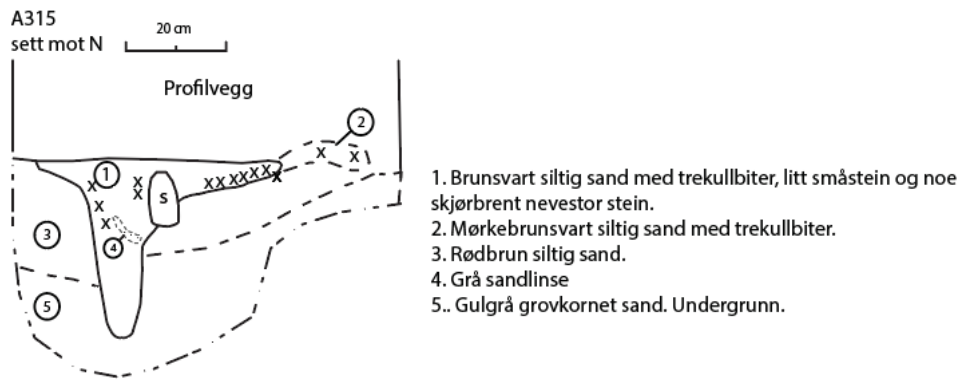 A315
sett mot N
20 cm
Profilvegg
2
1
x x x x x x x x x
x x
x
x
x
x
x
S
3
4
5
1. Brunsvart siltig sand med trekullbiter, litt småstein og noe
skjørbrent nevestor stein.
2. Mørkebrunsvart siltig sand med trekullbiter.
3. Rødbrun siltig sand.
4. Grå sandlinse
5.. Gulgrå grovkornet sand. Undergrunn.